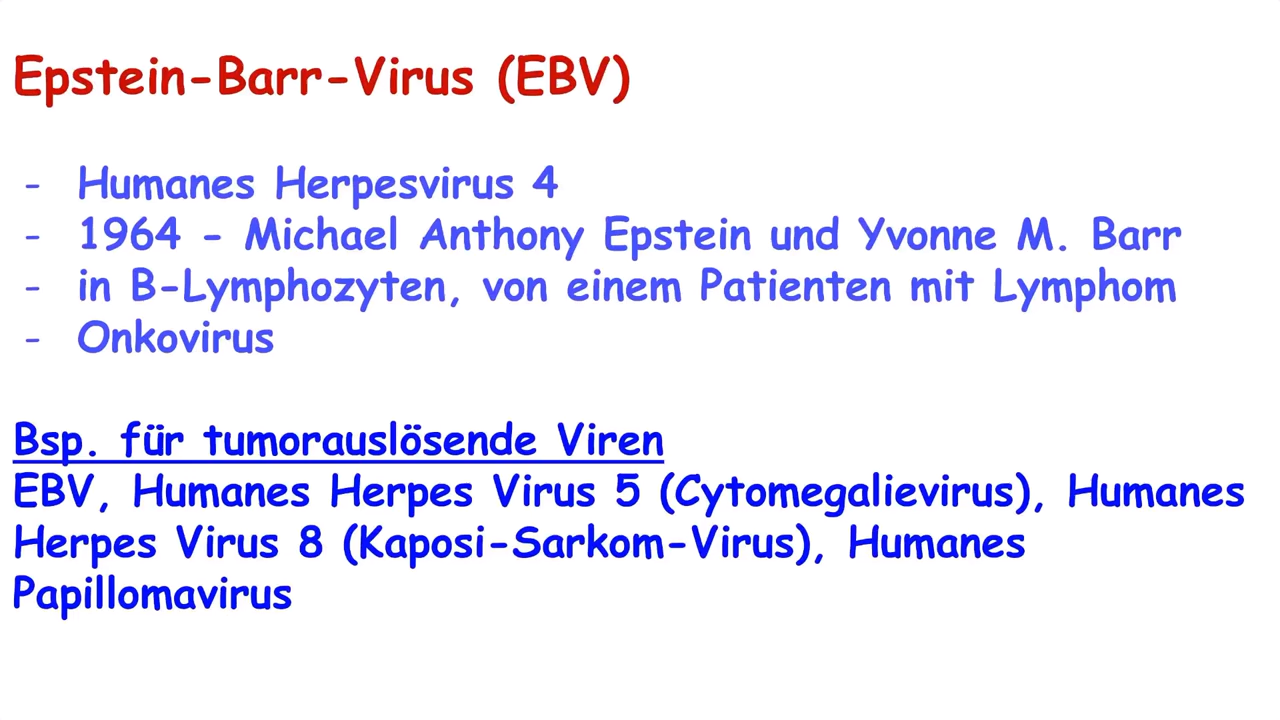 Epstein-Barr-Virus (EBV)
- Humanes Herpesvirus 4
- 1964 - Michael Anthony Epstein und Yvonne M. Barr
- in B-Lymphozyten, von einem Patienten mit Lymphom
- Onkovirus
Bsp. für tumorauslösende Viren
EBV, Humanes Herpes Virus 5 (Cytomegalievirus), Humanes
Herpes Virus 8 (Kaposi-Sarkom-Virus), Humanes
Papillomavirus